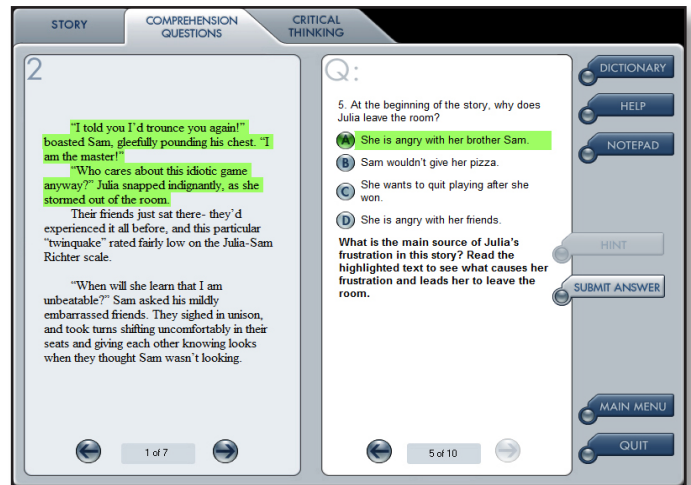 STORY
COMPREHENSION
QUESTIONS
CRITICAL
THINKING
2
“I told you I’d trounce you again!”
boasted Sam, gleefully pounding his chest. “I
am the master!”
“Who cares about this idiotic game
anyway?” Julia snapped indignantly, as she
stormed out of the room.
Their friends just sat there- they’d
experienced it all before, and this particular
“twinquake” rated fairly low on the Julia-Sam
Richter scale.
“When will she learn that I am
unbeatable?” Sam asked his mildly
embarrassed friends. They sighed in unison,
and took turns shifting uncomfortably in their
seats and giving each other knowing looks
when they thought Sam wasn’t looking.
1 of 7
Q:
5. At the beginning of the story, why does
Julia leave the room?
A She is angry with her brother Sam.
B Sam wouldn’t give her pizza.
C She wants to quit playing after she
won.
D She is angry with her friends.
What is the main source of Julia’s
frustration in this story? Read the
highlighted text to see what causes her
frustration and leads her to leave the
room.
5 of 10
DICTIONARY
HELP
NOTEPAD
HINT
SUBMIT ANSWER
MAIN MENU
QUIT